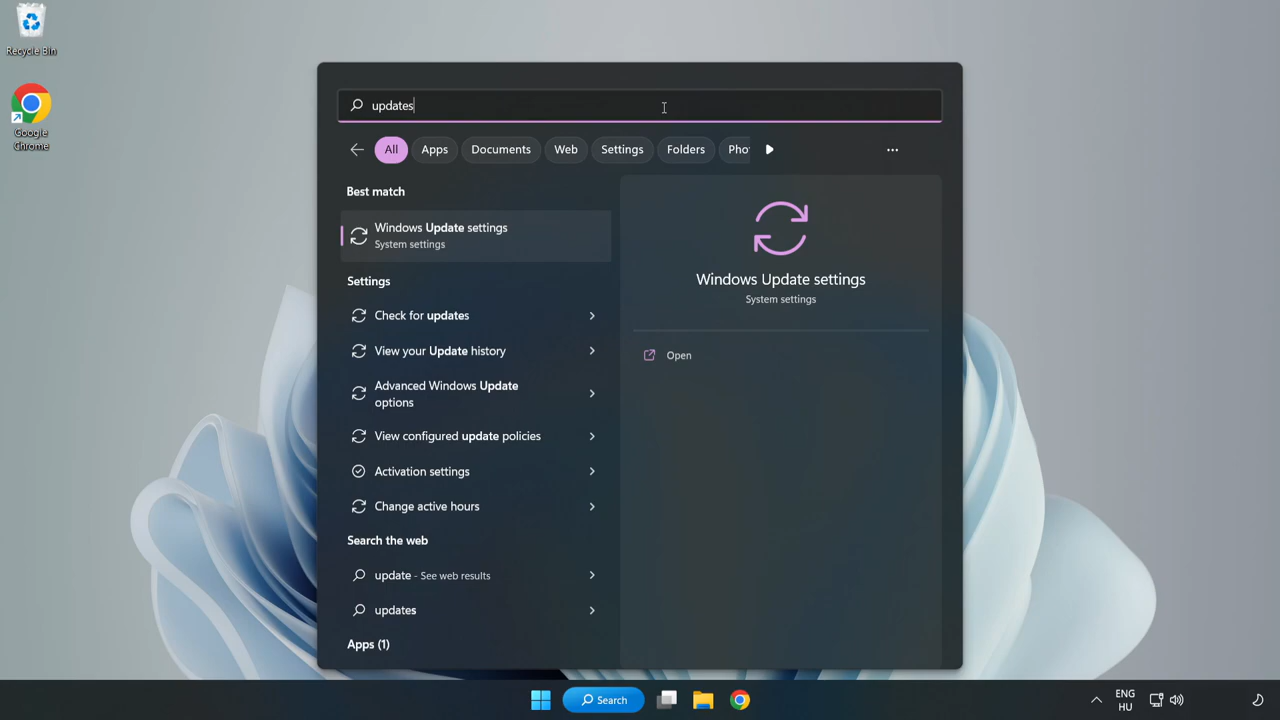 Recycle Bin
Google
Chrome
updates
All
Apps
Documents
Web
Settings
Folders
Pho
Best match
Windows Update settings
System settings
Settings
Check for updates
View your Update history
Advanced Windows Update
options
View configured update policies
Activation settings
Change active hours
Search the web
update - See web results
updates
Apps (1)
Windows Update settings
System settings
Open
Search
ENG
HU